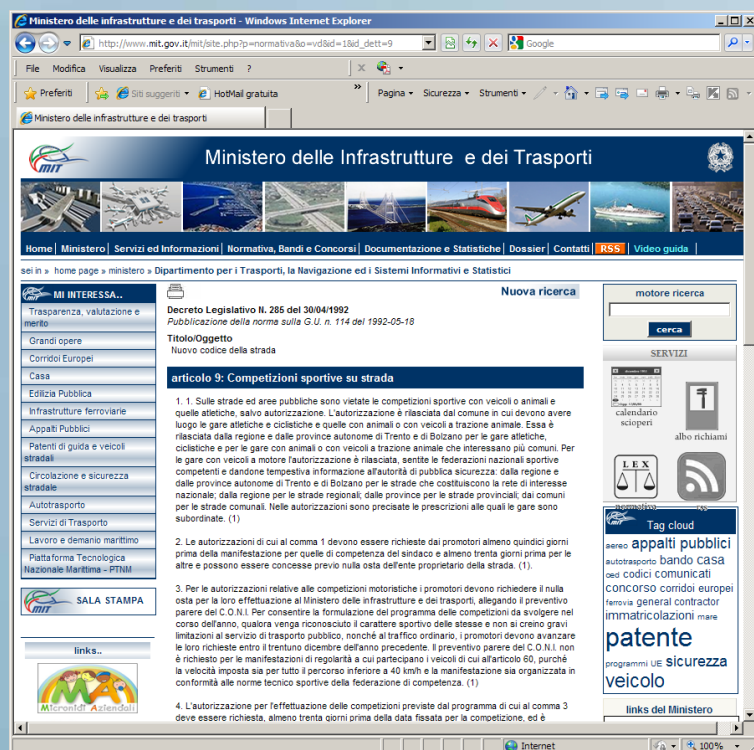 Ministero delle infrastrutture e dei trasporti - Windows Internet Explorer
http://www.mit.gov.it/mit/site.php?p=normativa&o=vd&id=1&id_dett=9
Google
File Modifica Visualizza Preferiti Strumenti ?
Preferiti Siti suggeriti HotMail gratuita » Pagina Sicurezza Strumenti
Ministero delle infrastrutture e dei trasporti
MIT
Ministero delle Infrastrutture e dei Trasporti
Home | Ministero | Servizi ed Informazioni | Normativa, Bandi e Concorsi | Documentazione e Statistiche | Dossier | Contatti | RSS | Video guida |
sei in » home page » ministero » Dipartimento per i Trasporti, la Navigazione ed i Sistemi Informativi e Statistici
MI INTERESSA..
Trasparenza, valutazione e
merito
Grandi opere
Corridoi Europei
Casa
Edilizia Pubblica
Infrastrutture ferroviarie
Appalti Pubblici
Patenti di guida e veicoli
stradali
Circolazione e sicurezza
stradale
Autotrasporto
Servizi di Trasporto
Lavoro e demanio marittimo
Piattaforma Tecnologica
Nazionale Marittima - PTNM
MIT
SALA STAMPA
links..
MA
Micronidi Aziendali
Nuova ricerca
Decreto Legislativo N. 285 del 30/04/1992
Pubblicazione della norma sulla G.U. n. 114 del 1992-05-18
Titolo/Oggetto
Nuovo codice della strada
articolo 9: Competizioni sportive su strada
1. 1. Sulle strade ed aree pubbliche sono vietate le competizioni sportive con veicoli o animali e
quelle atletiche, salvo autorizzazione. L'autorizzazione è rilasciata dal comune in cui devono avere
luogo le gare atletiche e ciclistiche e quelle con animali o con veicoli a trazione animale. Essa è
rilasciata dalla regione e dalle province autonome di Trento e di Bolzano per le gare atletiche,
ciclistiche e per le gare con animali o con veicoli a trazione animale che interessano più comuni. Per
le gare con veicoli a motore l'autorizzazione è rilasciata, sentite le federazioni nazionali sportive
competenti e dandone tempestiva informazione all'autorità di pubblica sicurezza: dalla regione e
dalle province autonome di Trento e di Bolzano per le strade che costituiscono la rete di interesse
nazionale; dalla regione per le strade regionali; dalle province per le strade provinciali; dai comuni
per le strade comunali. Nelle autorizzazioni sono precisate le prescrizioni alle quali le gare sono
subordinate. (1)
2. Le autorizzazioni di cui al comma 1 devono essere richieste dai promotori almeno quindici giorni
prima della manifestazione per quelle di competenza del sindaco e almeno trenta giorni prima per le
altre e possono essere concesse previo nulla osta dell'ente proprietario della strada. (1).
3. Per le autorizzazioni relative alle competizioni motoristiche i promotori devono richiedere il nulla
osta per la loro effettuazione al Ministero delle infrastrutture e dei trasporti, allegando il preventivo
parere del C.O.N.I. Per consentire la formulazione del programma delle competizioni da svolgere nel
corso dell'anno, qualora venga riconosciuto il carattere sportivo delle stesse e non si creino gravi
limitazioni al servizio di trasporto pubblico, nonché al traffico ordinario, i promotori devono avanzare
le loro richieste entro il trentuno dicembre dell'anno precedente. Il preventivo parere del C.O.N.I. non
è richiesto per le manifestazioni di regolarità a cui partecipano i veicoli di cui all'articolo 60, purché
la velocità imposta sia per tutto il percorso inferiore a 40 km/h e la manifestazione sia organizzata in
conformità alle norme tecnico sportive della federazione di competenza. (1)
4. L'autorizzazione per l'effettuazione delle competizioni previste dal programma di cui al comma 3
deve essere richiesta, almeno trenta giorni prima della data fissata per la competizione, ed è
motore ricerca
cerca
SERVIZI
calendario
scioperi
albo richiami
LEX
normativa
rss
Tag cloud
aereo appalti pubblici
autotrasporto bando casa
ced codici comunicati
concorso corridoi europei
ferrovia general contractor
immatricolazioni mare
patente
programmi UE sicurezza
veicolo
links del Ministero
Internet
100%